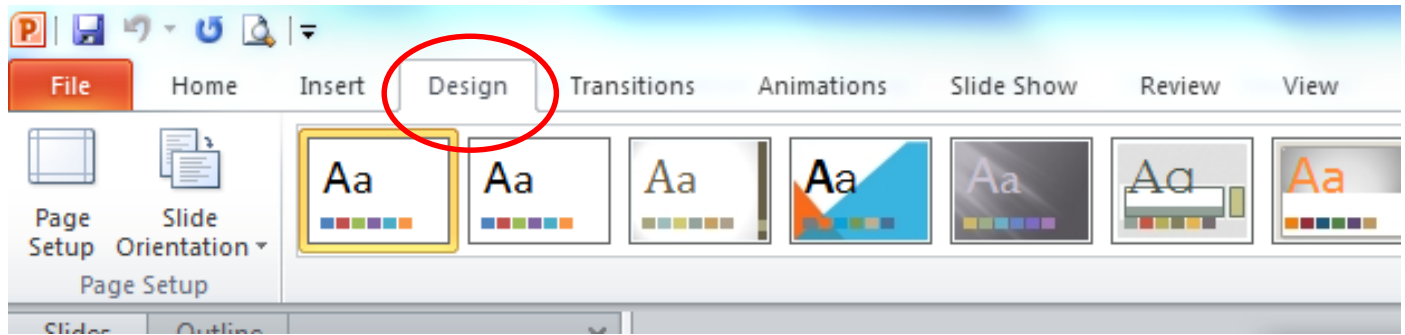 P
File Home Insert Design Transitions Animations Slide Show Review View
Aa Aa Aa Aa Aa Aa Aa
Page Slide
Setup Orientation
Page Setup
Slides Outline